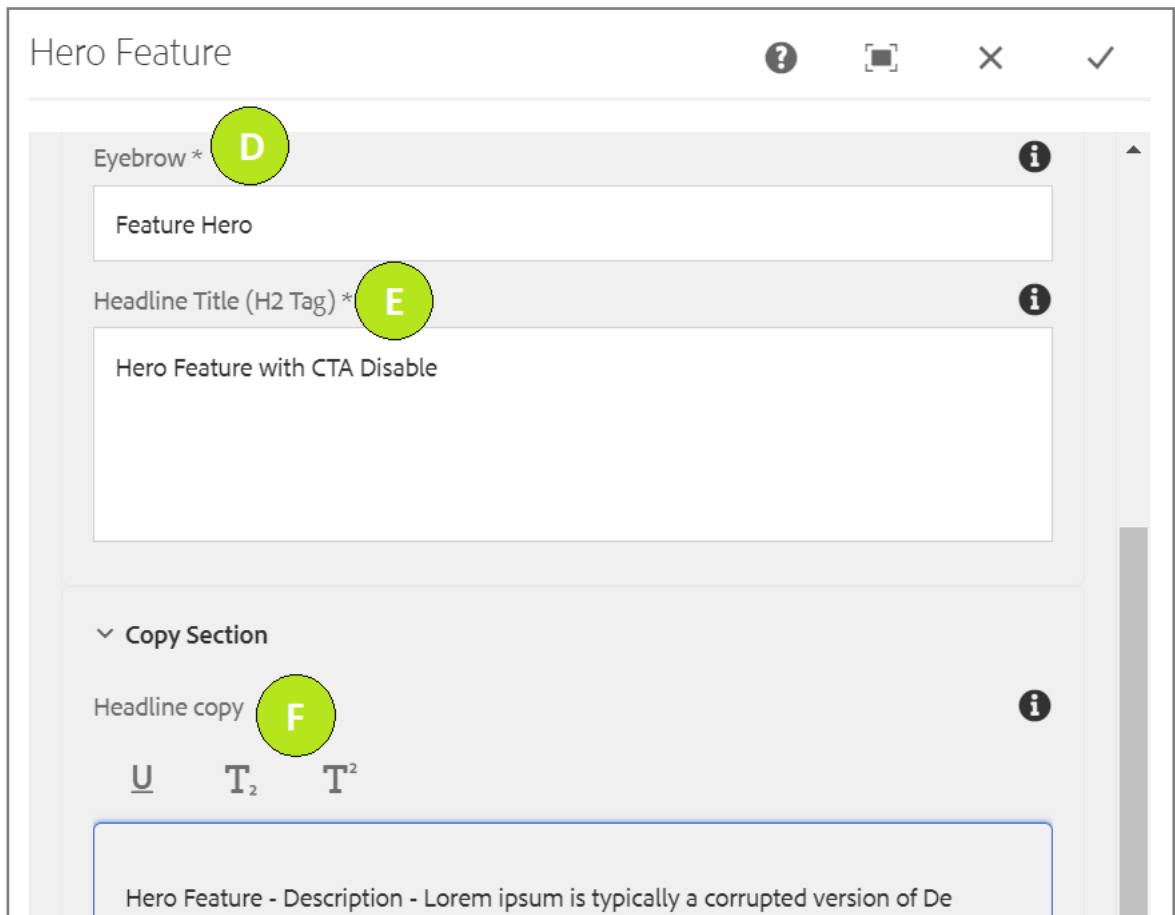 Hero Feature
Eyebrow * D
Feature Hero
Headline Title (H2 Tag) * E
Hero Feature with CTA Disable
Copy Section
Headline copy F
U T₂ T²
Hero Feature - Description - Lorem ipsum is typically a corrupted version of De